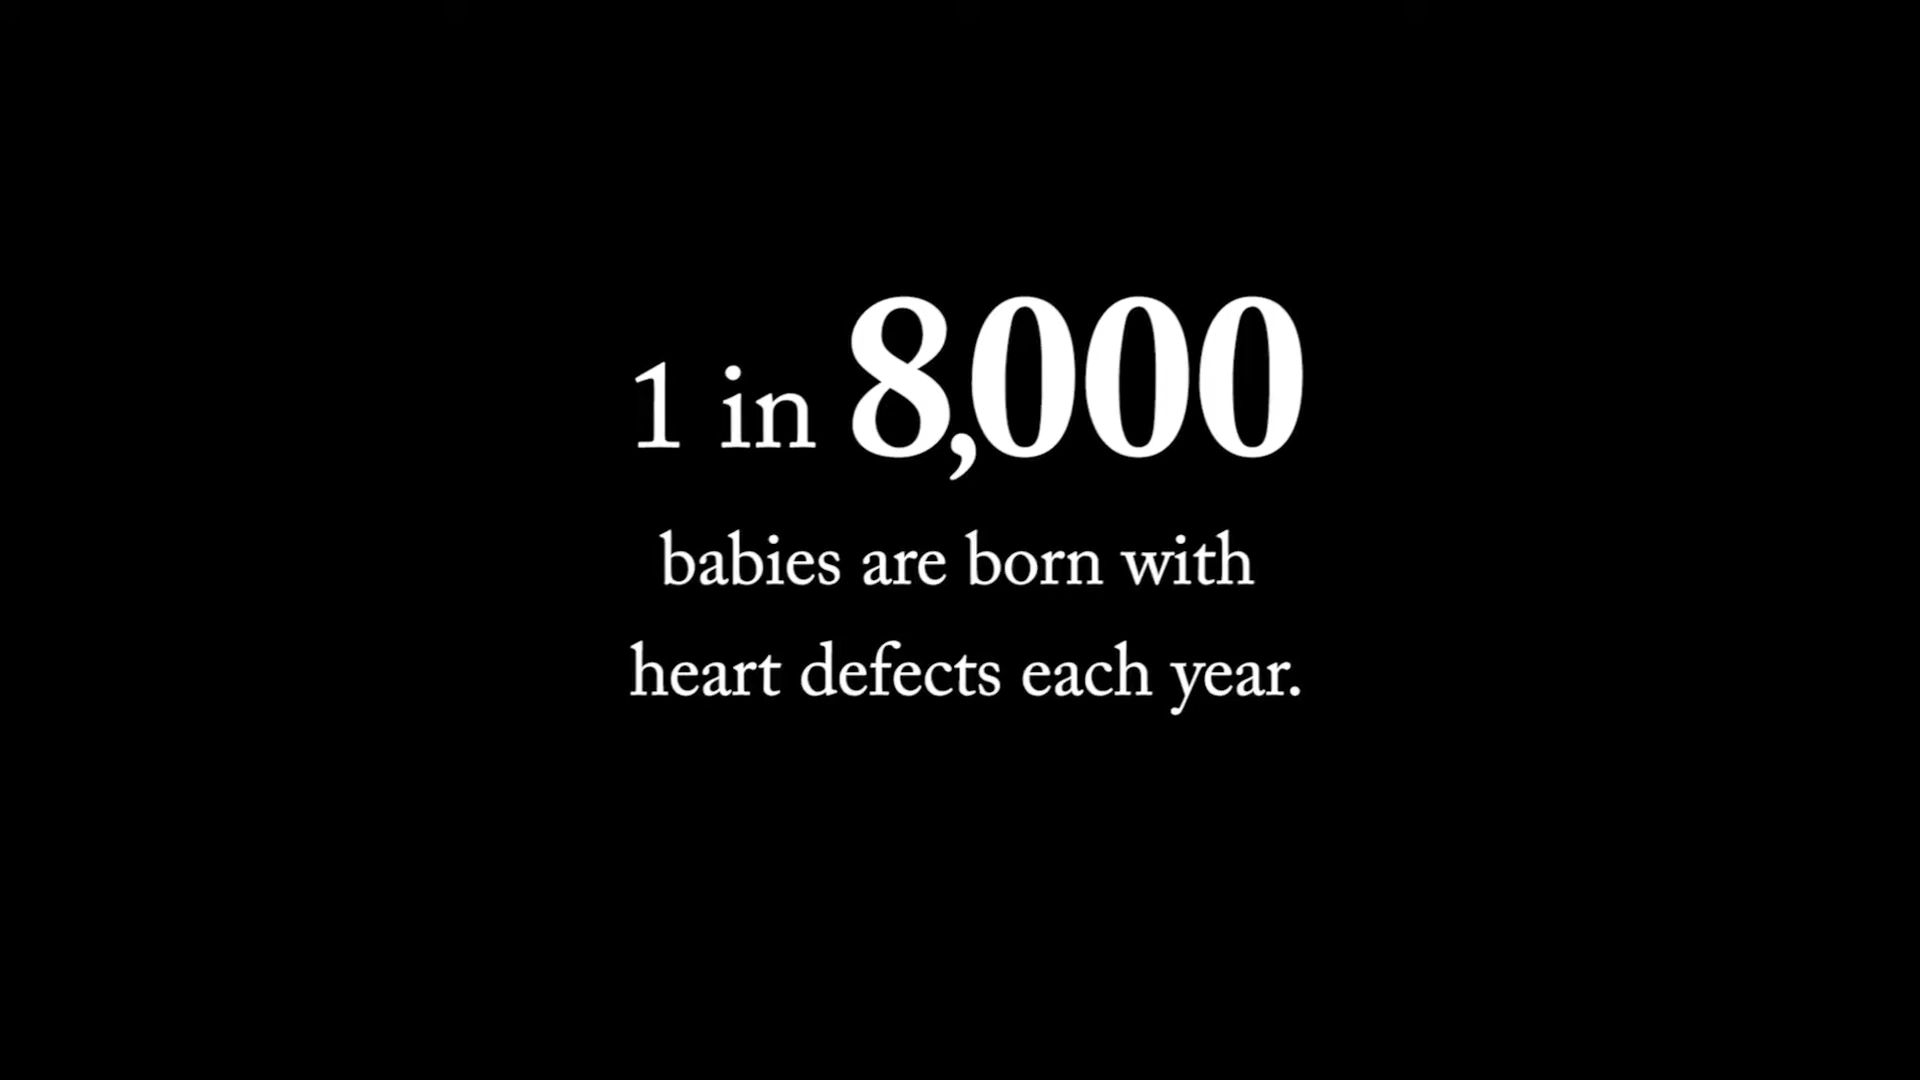 1 in 8,000
babies are born with
heart defects each year.